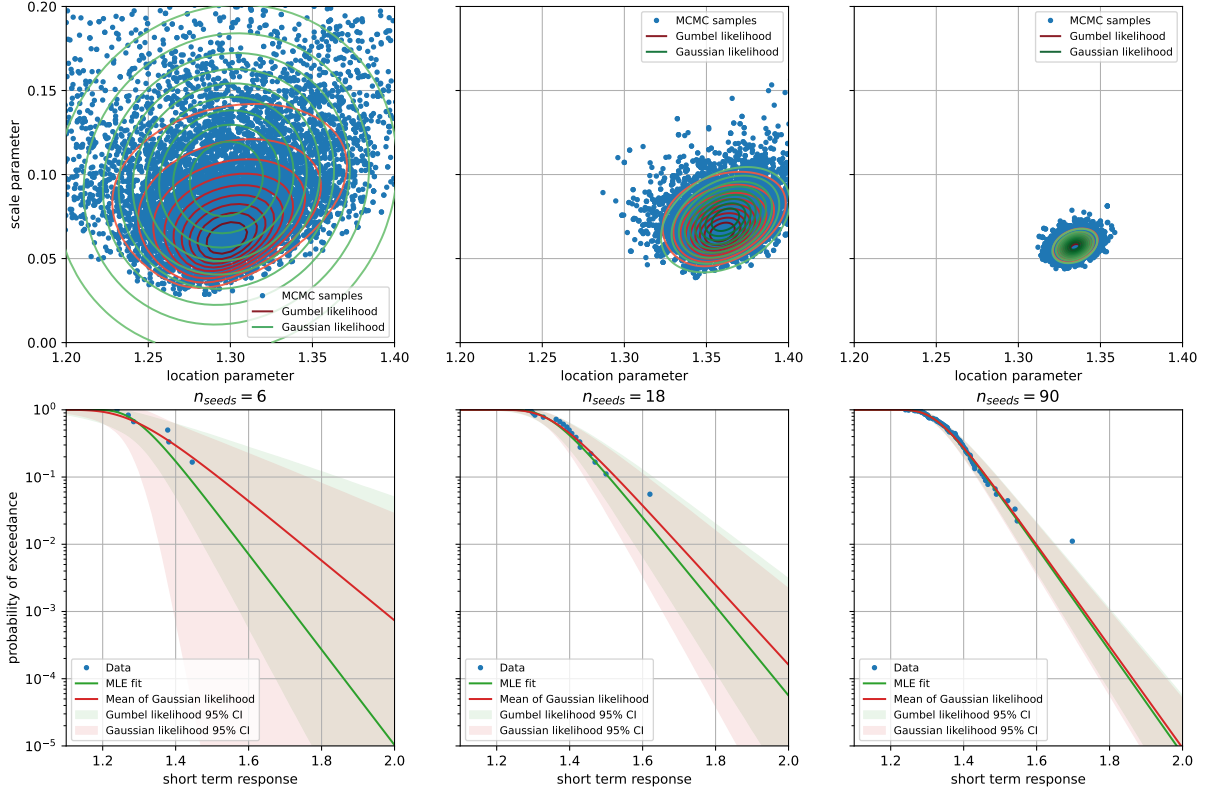 0.20
0.15
0.10
0.05
0.00
scale parameter
MCMC samples
Gumbel likelihood
Gaussian likelihood
1.20 1.25 1.30 1.35 1.40
location parameter
MCMC samples
Gumbel likelihood
Gaussian likelihood
1.20 1.25 1.30 1.35 1.40
location parameter
MCMC samples
Gumbel likelihood
Gaussian likelihood
1.20 1.25 1.30 1.35 1.40
location parameter
n_seeds = 6
10^0
10^−1
10^−2
10^−3
10^−4
10^−5
probability of exceedance
Data
MLE fit
Mean of Gaussian likelihood
Gumbel likelihood 95% CI
Gaussian likelihood 95% CI
1.2 1.4 1.6 1.8 2.0
short term response
n_seeds = 18
Data
MLE fit
Mean of Gaussian likelihood
Gumbel likelihood 95% CI
Gaussian likelihood 95% CI
1.2 1.4 1.6 1.8 2.0
short term response
n_seeds = 90
Data
MLE fit
Mean of Gaussian likelihood
Gumbel likelihood 95% CI
Gaussian likelihood 95% CI
1.2 1.4 1.6 1.8 2.0
short term response